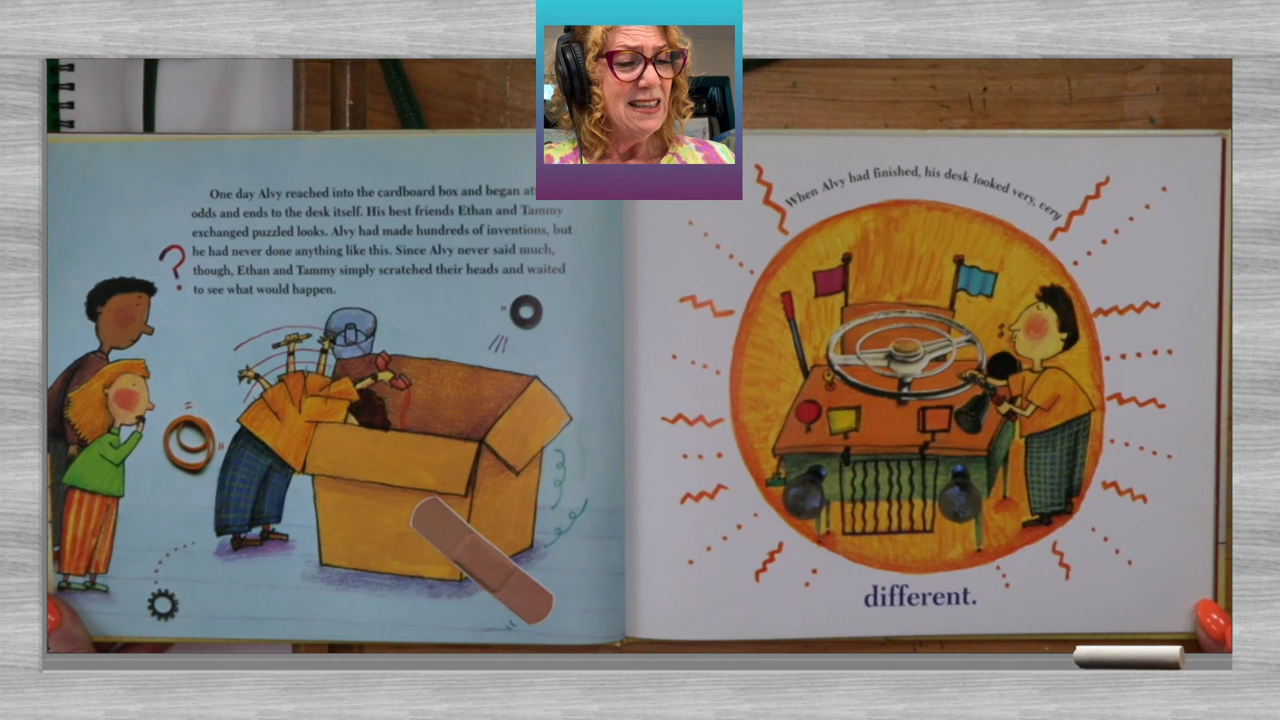 One day Alvy reached into the cardboard box and began
odds and ends to the desk itself. His best friends Ethan and Tammy
exchanged puzzled looks. Alvy had made hundreds of inventions, but
he had never done anything like this. Since Alvy never said much,
though, Ethan and Tammy simply scratched their heads and waited
to see what would happen.
?
When Alvy had finished, his desk looked very, very
different.